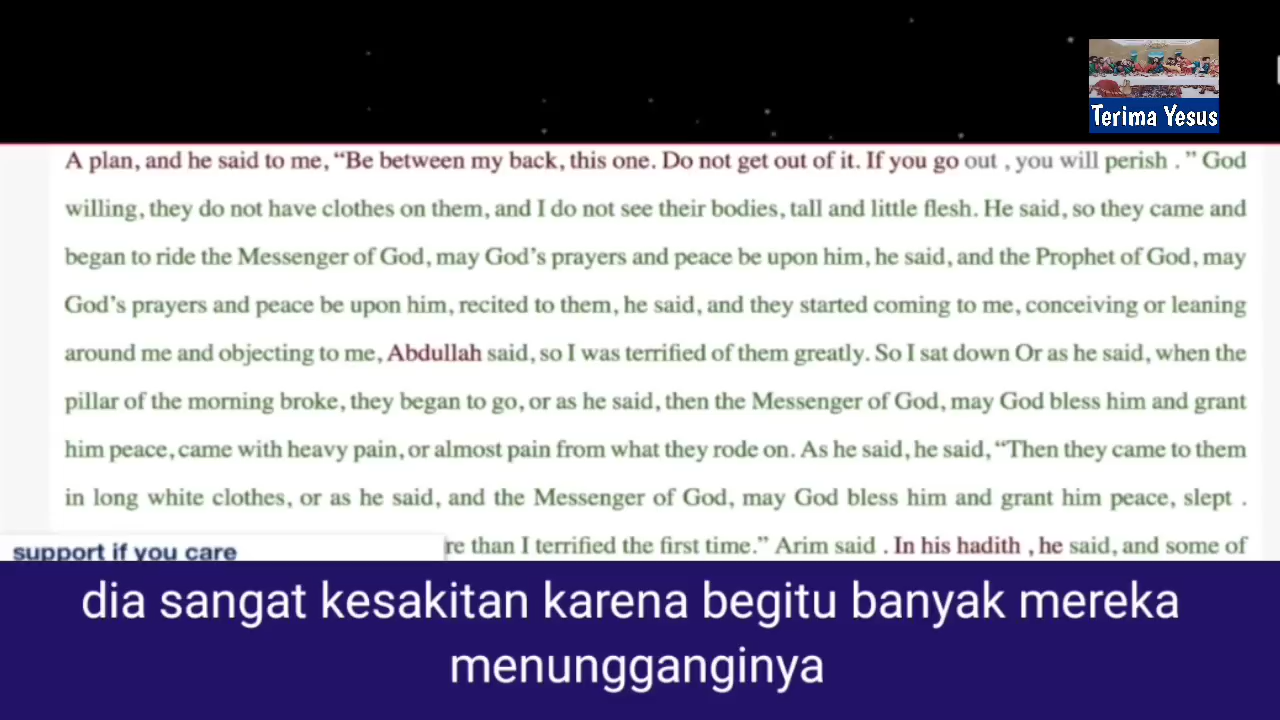 Terima Yesus
A plan, and he said to me, “Be between my back, this one. Do not get out of it. If you go out , you will perish . ” God
willing, they do not have clothes on them, and I do not see their bodies, tall and little flesh. He said, so they came and
began to ride the Messenger of God, may God’s prayers and peace be upon him, he said, and the Prophet of God, may
God’s prayers and peace be upon him, recited to them, he said, and they started coming to me, conceiving or leaning
around me and objecting to me, Abdullah said, so I was terrified of them greatly. So I sat down Or as he said, when the
pillar of the morning broke, they began to go, or as he said, then the Messenger of God, may God bless him and grant
him peace, came with heavy pain, or almost pain from what they rode on. As he said, he said, “Then they came to them
in long white clothes, or as he said, and the Messenger of God, may God bless him and grant him peace, slept .
re than I terrified the first time.” Arim said . In his hadith , he said, and some of
support if you care
dia sangat kesakitan karena begitu banyak mereka
menungganginya